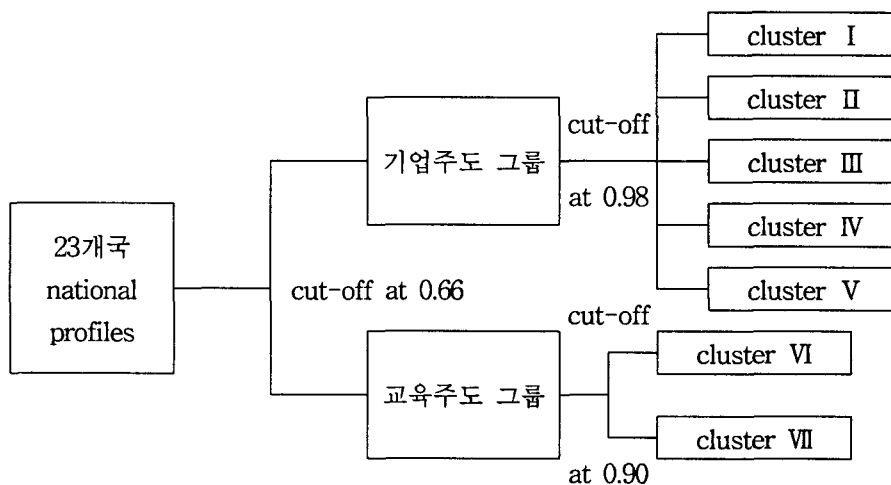 23개국
national
profiles
cut-off at 0.66
기업주도 그룹
cut-off
at 0.98
cluster Ⅰ
cluster Ⅱ
cluster Ⅲ
cluster Ⅳ
cluster Ⅴ
교육주도 그룹
cut-off
at 0.90
cluster Ⅵ
cluster Ⅶ